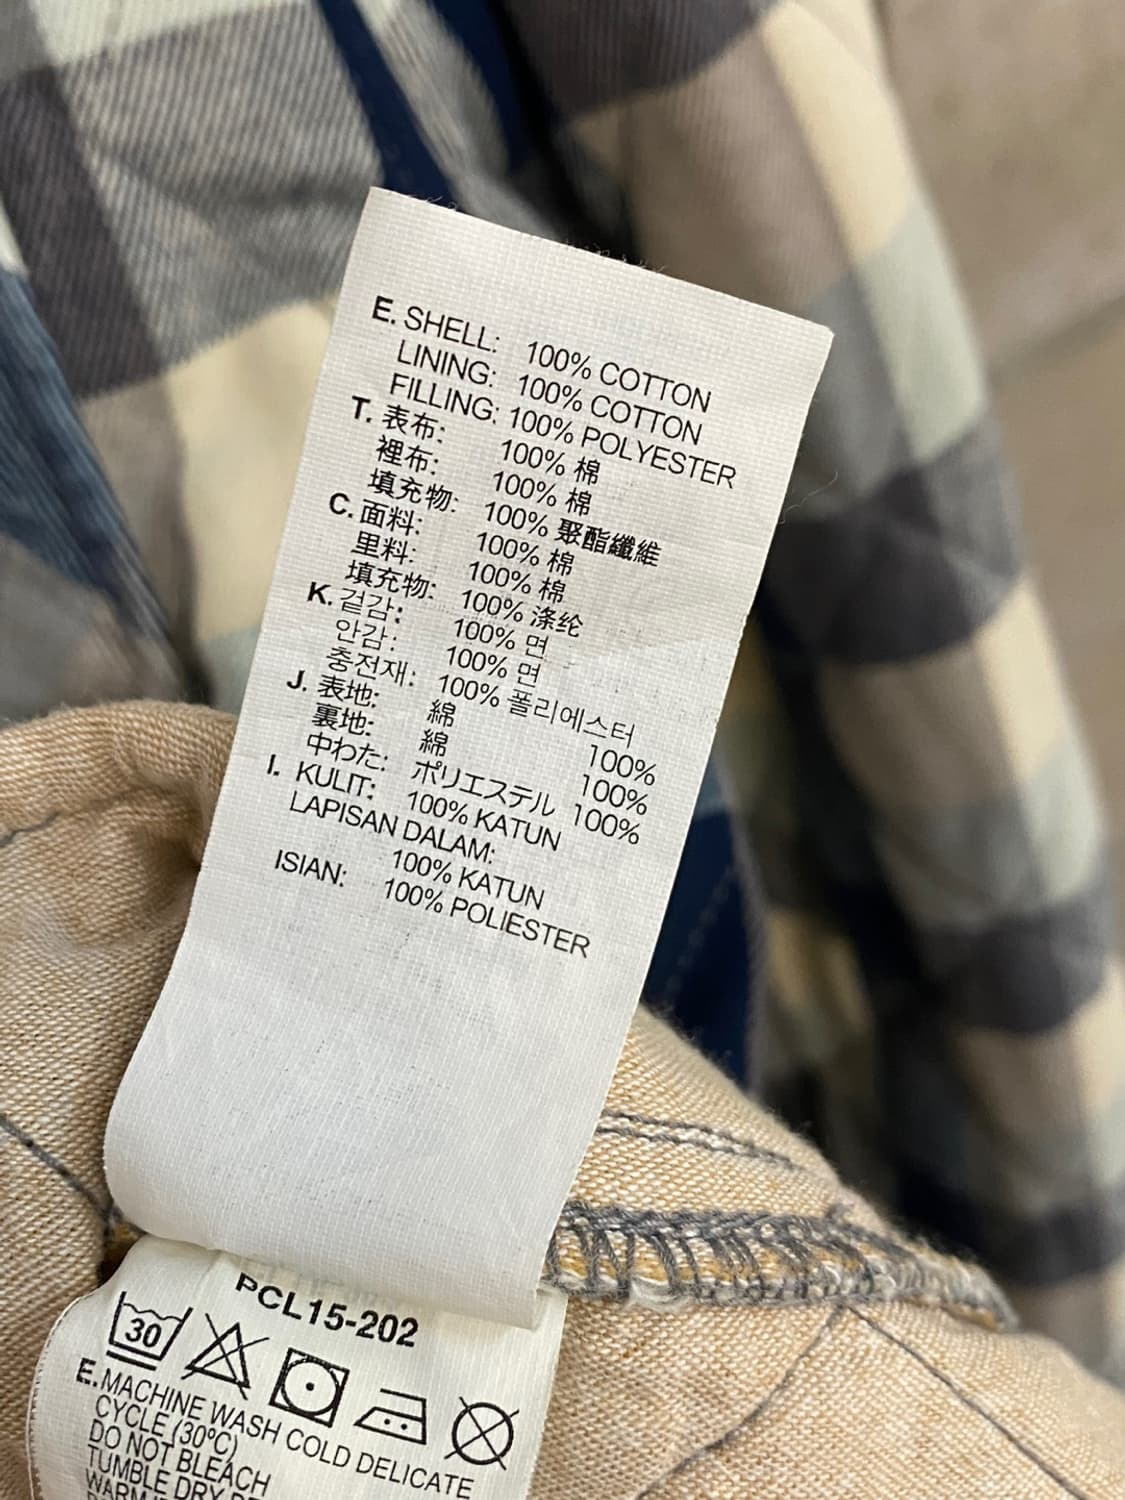 E. SHELL: 100% COTTON
LINING: 100% COTTON
FILLING: 100% POLYESTER
T. 表布: 100% 棉
裡布: 100% 棉
填充物: 100% 聚酯纖維
C. 面料: 100% 棉
里料: 100% 棉
填充物: 100% 涤纶
K. 겉감: 100% 면
안감: 100% 면
충전재: 100% 폴리에스터
J. 表地: 綿 100%
裏地: 綿 100%
中わた: ポリエステル 100%
I. KULIT: 100% KATUN
LAPISAN DALAM:
100% KATUN
ISIAN: 100% POLIESTER
PCL15-202
30
E. MACHINE WASH COLD DELICATE
CYCLE (30ºC)
DO NOT BLEACH
TUMBLE DRY